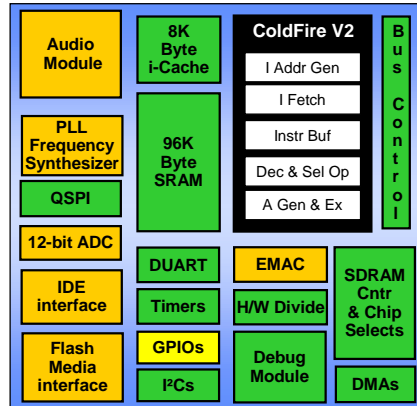 Audio
Module
PLL
Frequency
Synthesizer
QSPI
12-bit ADC
IDE
interface
Flash
Media
interface
8K
Byte
i-Cache
96K
Byte
SRAM
DUART
Timers
GPIOs
I²Cs
ColdFire V2
I Addr Gen
I Fetch
Instr Buf
Dec & Sel Op
A Gen & Ex
EMAC
H/W Divide
Debug
Module
Bus
Control
SDRAM
Cntr
& Chip
Selects
DMAs